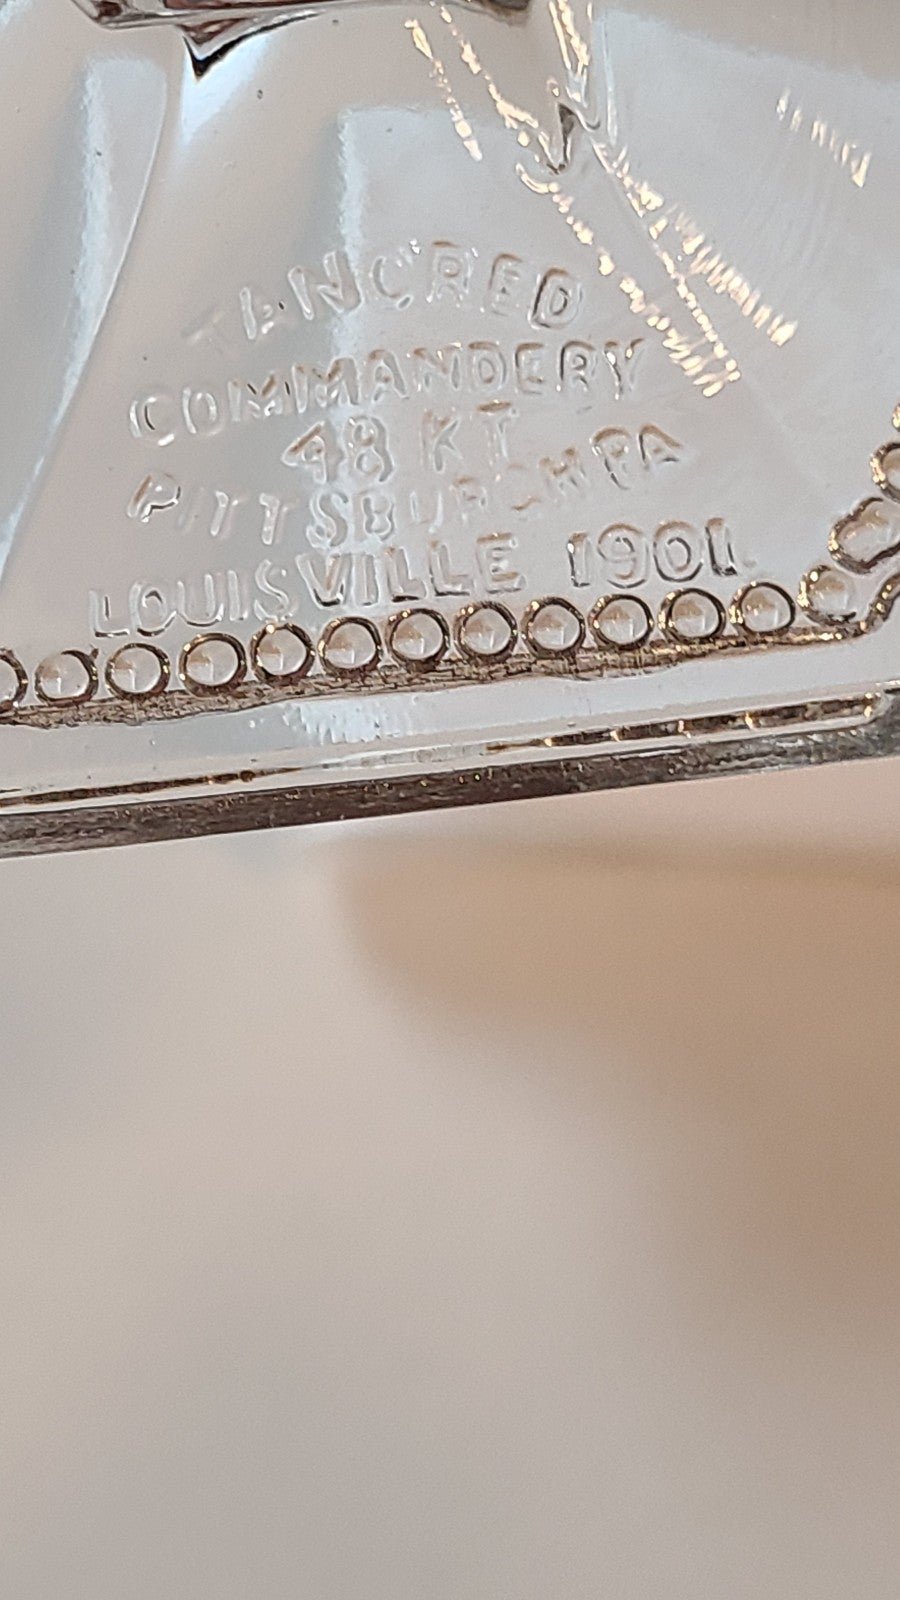 TANCRED
COMMANDERY
48 KT
PITTSBURGH PA
LOUISVILLE 1901